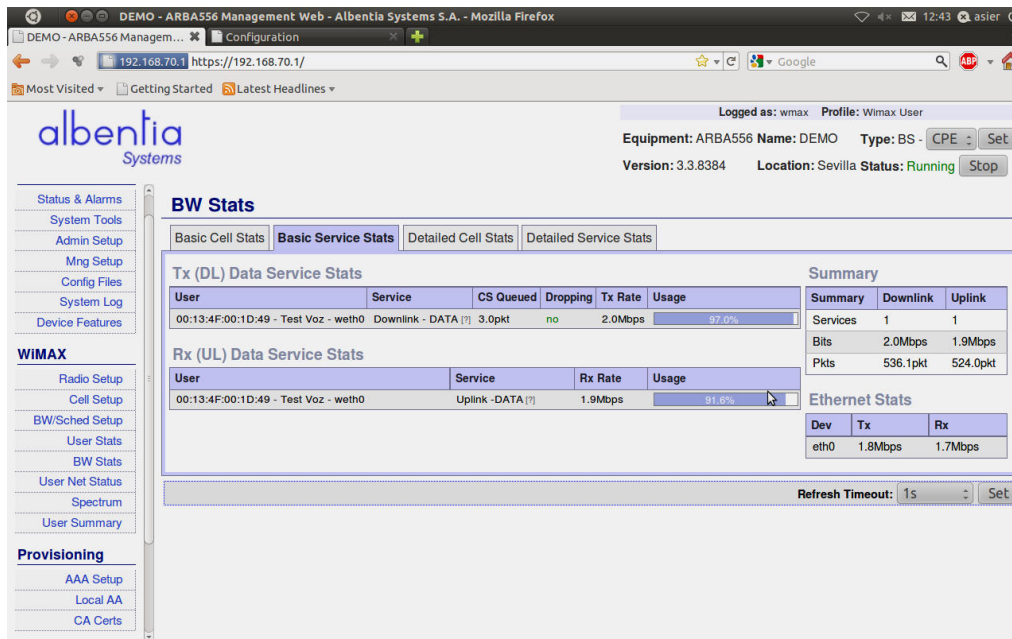 DEMO - ARBA556 Management Web - Albentia Systems S.A. - Mozilla Firefox 12:43 asier
DEMO - ARBA556 Managem... Configuration
192.168.70.1 https://192.168.70.1/ Google ABP
Most Visited Getting Started Latest Headlines
Logged as: wmax Profile: Wimax User
albentia
Systems
Equipment: ARBA556 Name: DEMO Type: BS - CPE Set
Version: 3.3.8384 Location: Sevilla Status: Running Stop
Status & Alarms
System Tools
Admin Setup
Mng Setup
Config Files
System Log
Device Features
WiMAX
Radio Setup
Cell Setup
BW/Sched Setup
User Stats
BW Stats
User Net Status
Spectrum
User Summary
Provisioning
AAA Setup
Local AA
CA Certs
BW Stats
Basic Cell Stats Basic Service Stats Detailed Cell Stats Detailed Service Stats
Tx (DL) Data Service Stats
User Service CS Queued Dropping Tx Rate Usage
00:13:4F:00:1D:49 - Test Voz - weth0 Downlink - DATA [?] 3.0pkt no 2.0Mbps 97.0%
Rx (UL) Data Service Stats
User Service Rx Rate Usage
00:13:4F:00:1D:49 - Test Voz - weth0 Uplink -DATA [?] 1.9Mbps 91.6%
Summary
Summary Downlink Uplink
Services 1 1
Bits 2.0Mbps 1.9Mbps
Pkts 536.1pkt 524.0pkt
Ethernet Stats
Dev Tx Rx
eth0 1.8Mbps 1.7Mbps
Refresh Timeout: 1s Set